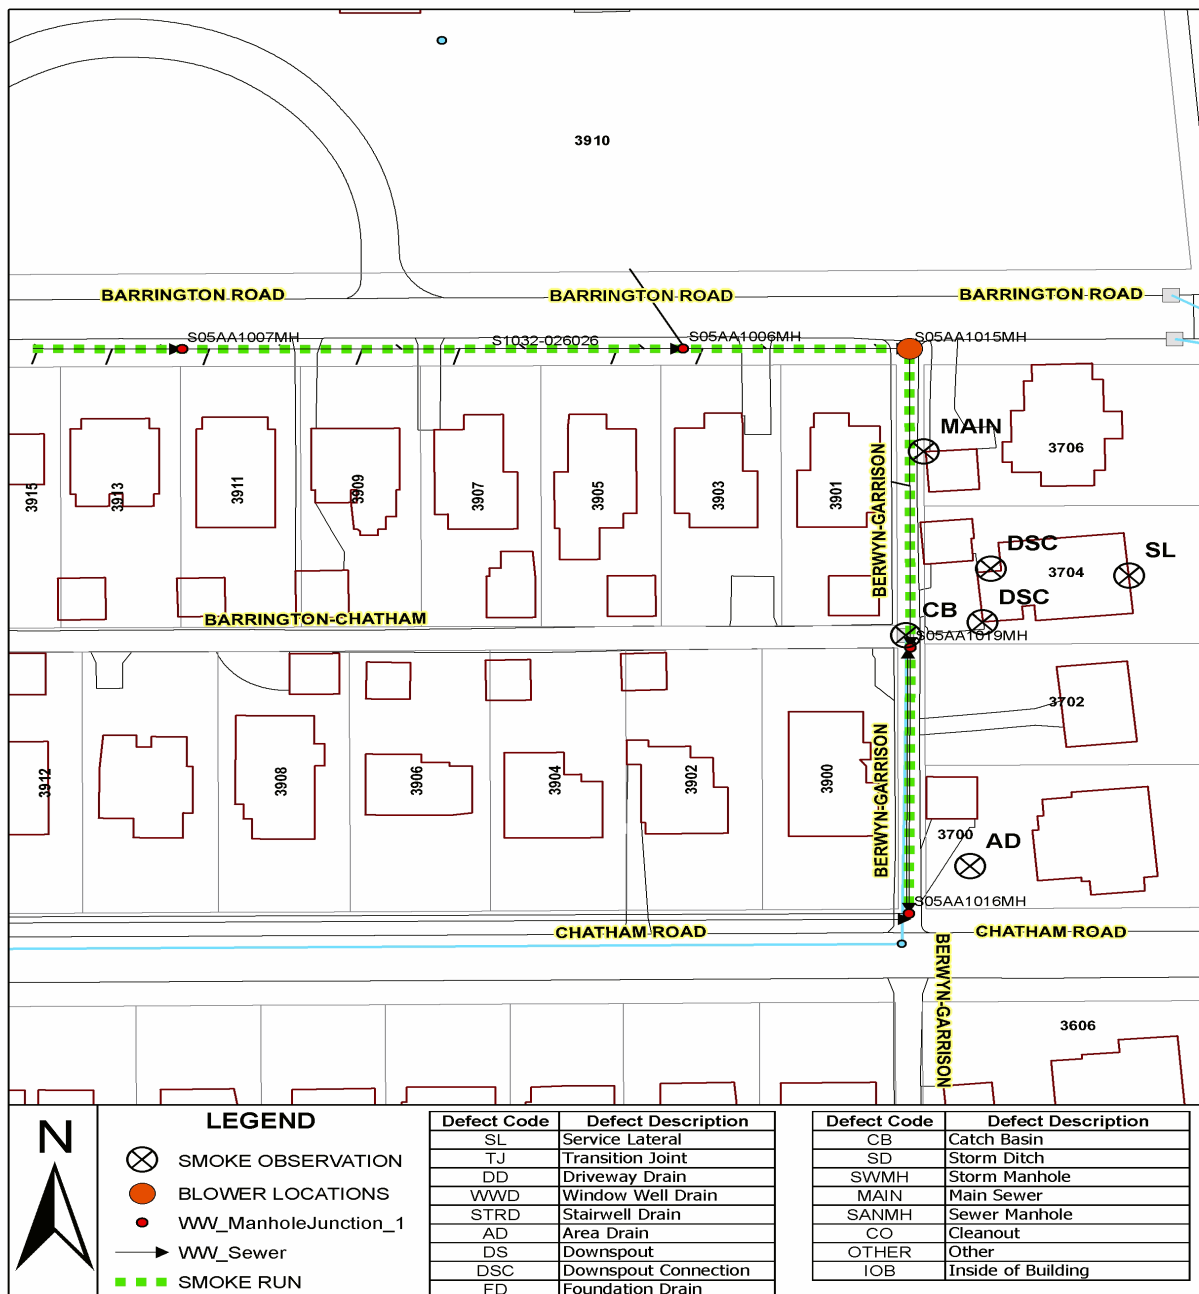 3910
BARRINGTON ROAD BARRINGTON ROAD BARRINGTON ROAD
S05AA1007MH S1032-026026 S05AA1006MH S05AA1015MH
MAIN
3706
BERWYN-GARRISON
3915 3913 3911 3909 3907 3905 3903 3901
DSC
SL
3704
DSC
CB
BARRINGTON-CHATHAM
S05AA1019MH
3702
BERWYN-GARRISON
3912 3908 3906 3904 3902 3900
3700
AD
S05AA1016MH
CHATHAM ROAD CHATHAM ROAD
BERWYN-GARRISON
3606
N
LEGEND
SMOKE OBSERVATION
BLOWER LOCATIONS
WW_ManholeJunction_1
WW_Sewer
SMOKE RUN
Defect Code Defect Description
SL Service Lateral
TJ Transition Joint
DD Driveway Drain
WWD Window Well Drain
STRD Stairwell Drain
AD Area Drain
DS Downspout
DSC Downspout Connection
FD Foundation Drain
Defect Code Defect Description
CB Catch Basin
SD Storm Ditch
SWMH Storm Manhole
MAIN Main Sewer
SANMH Sewer Manhole
CO Cleanout
OTHER Other
IOB Inside of Building